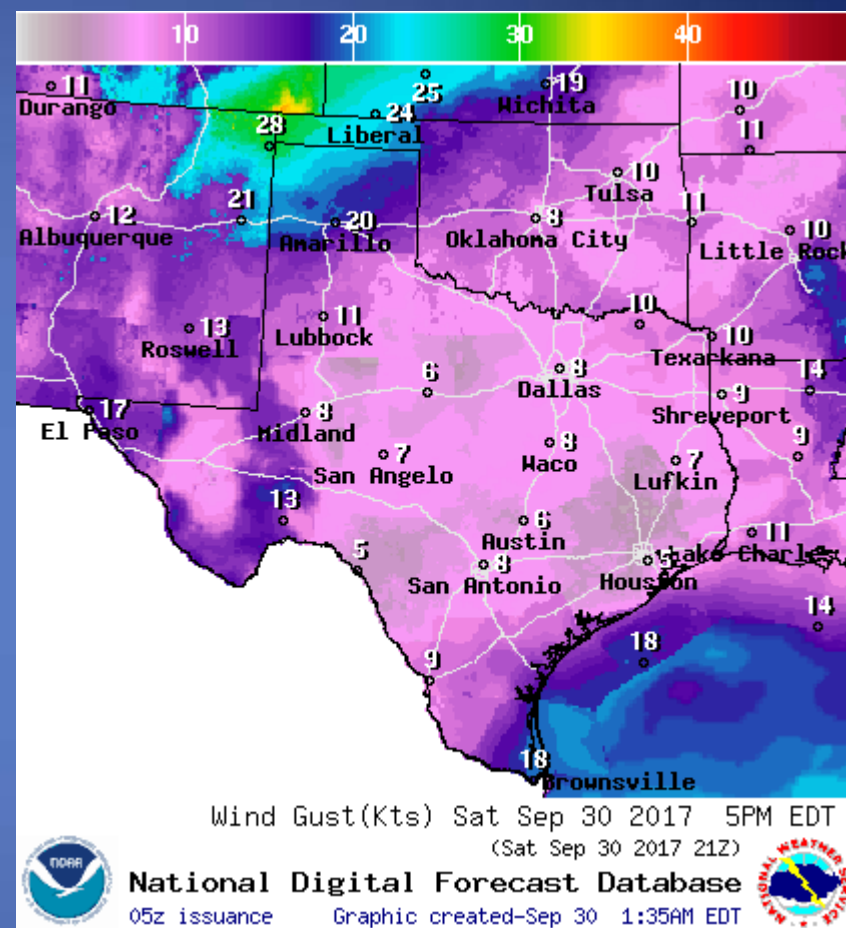 10 20 30 40
11 25 19 10
Durango Wichita
28 24 11
Liberal
10
Tulsa
12 21 20 8 11 10
Albuquerque Amarillo Oklahoma City Little Rock
13 11 10 10
Roswell Lubbock Texarkana
6 8 14
Dallas
17 8 9
El Paso Midland Shreveport
7 8 7 9
San Angelo Waco Lufkin
13 6 11
Austin Lake Charles
5 8 5
San Antonio Houston
14
18
9
18
Brownsville
Wind Gust(Kts) Sat Sep 30 2017 5PM EDT
(Sat Sep 30 2017 21Z)
NOAA
NATIONAL WEATHER SERVICE
National Digital Forecast Database
05z issuance Graphic created-Sep 30 1:35AM EDT